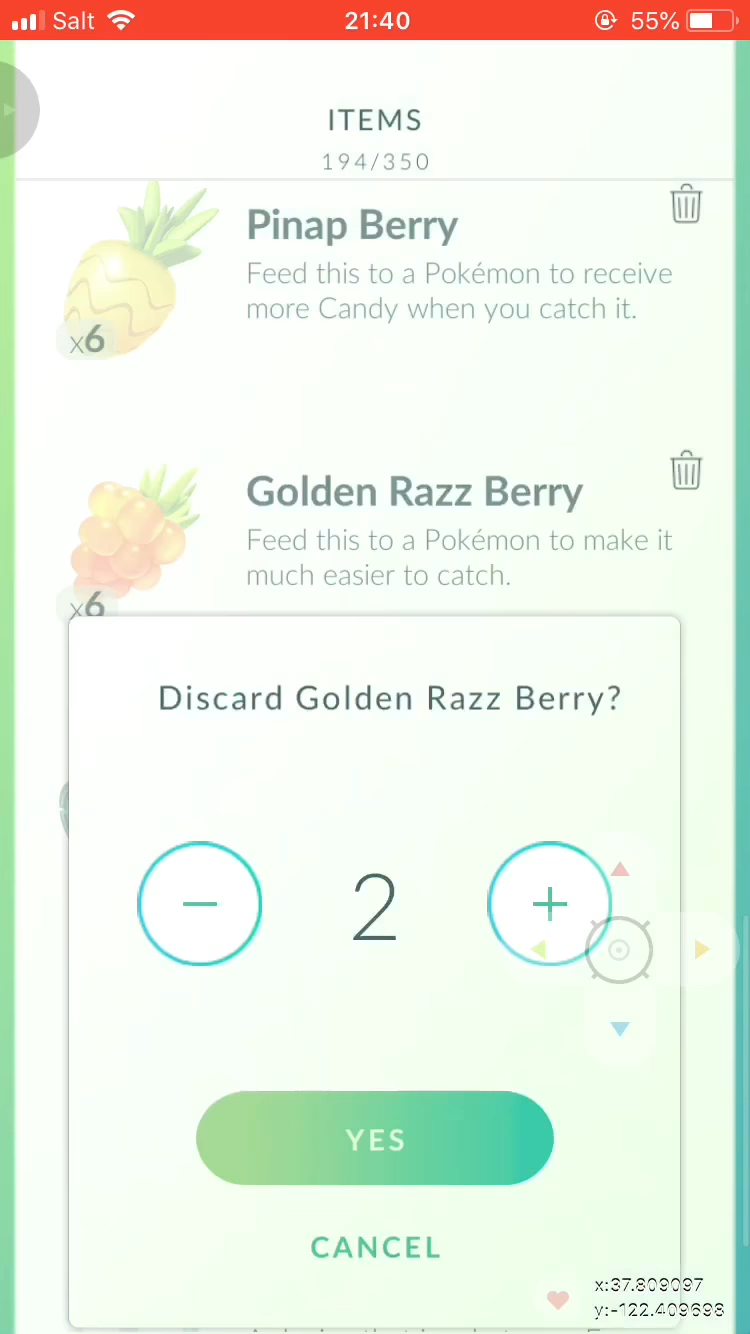 Salt 21:40 55%
ITEMS
194/350
Pinap Berry
Feed this to a Pokémon to receive
more Candy when you catch it.
x6
Golden Razz Berry
Feed this to a Pokémon to make it
much easier to catch.
x6
Discard Golden Razz Berry?
− 2 +
YES
CANCEL
x:37.809097
y:-122.409698